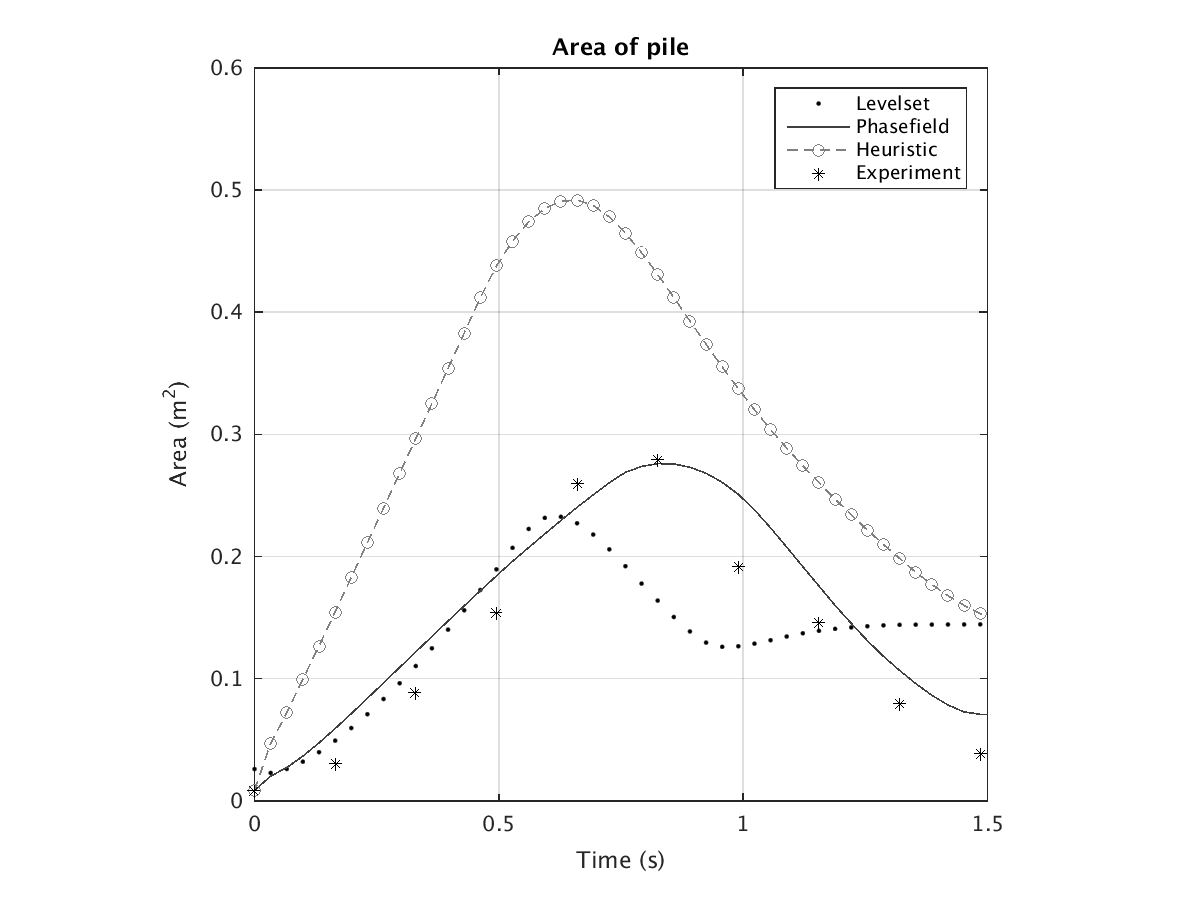 Area of pile
0.6
0.5
0.4
0.3
0.2
0.1
0
Area (m²)
0
0.5
1
1.5
Time (s)
Levelset
Phasefield
Heuristic
Experiment